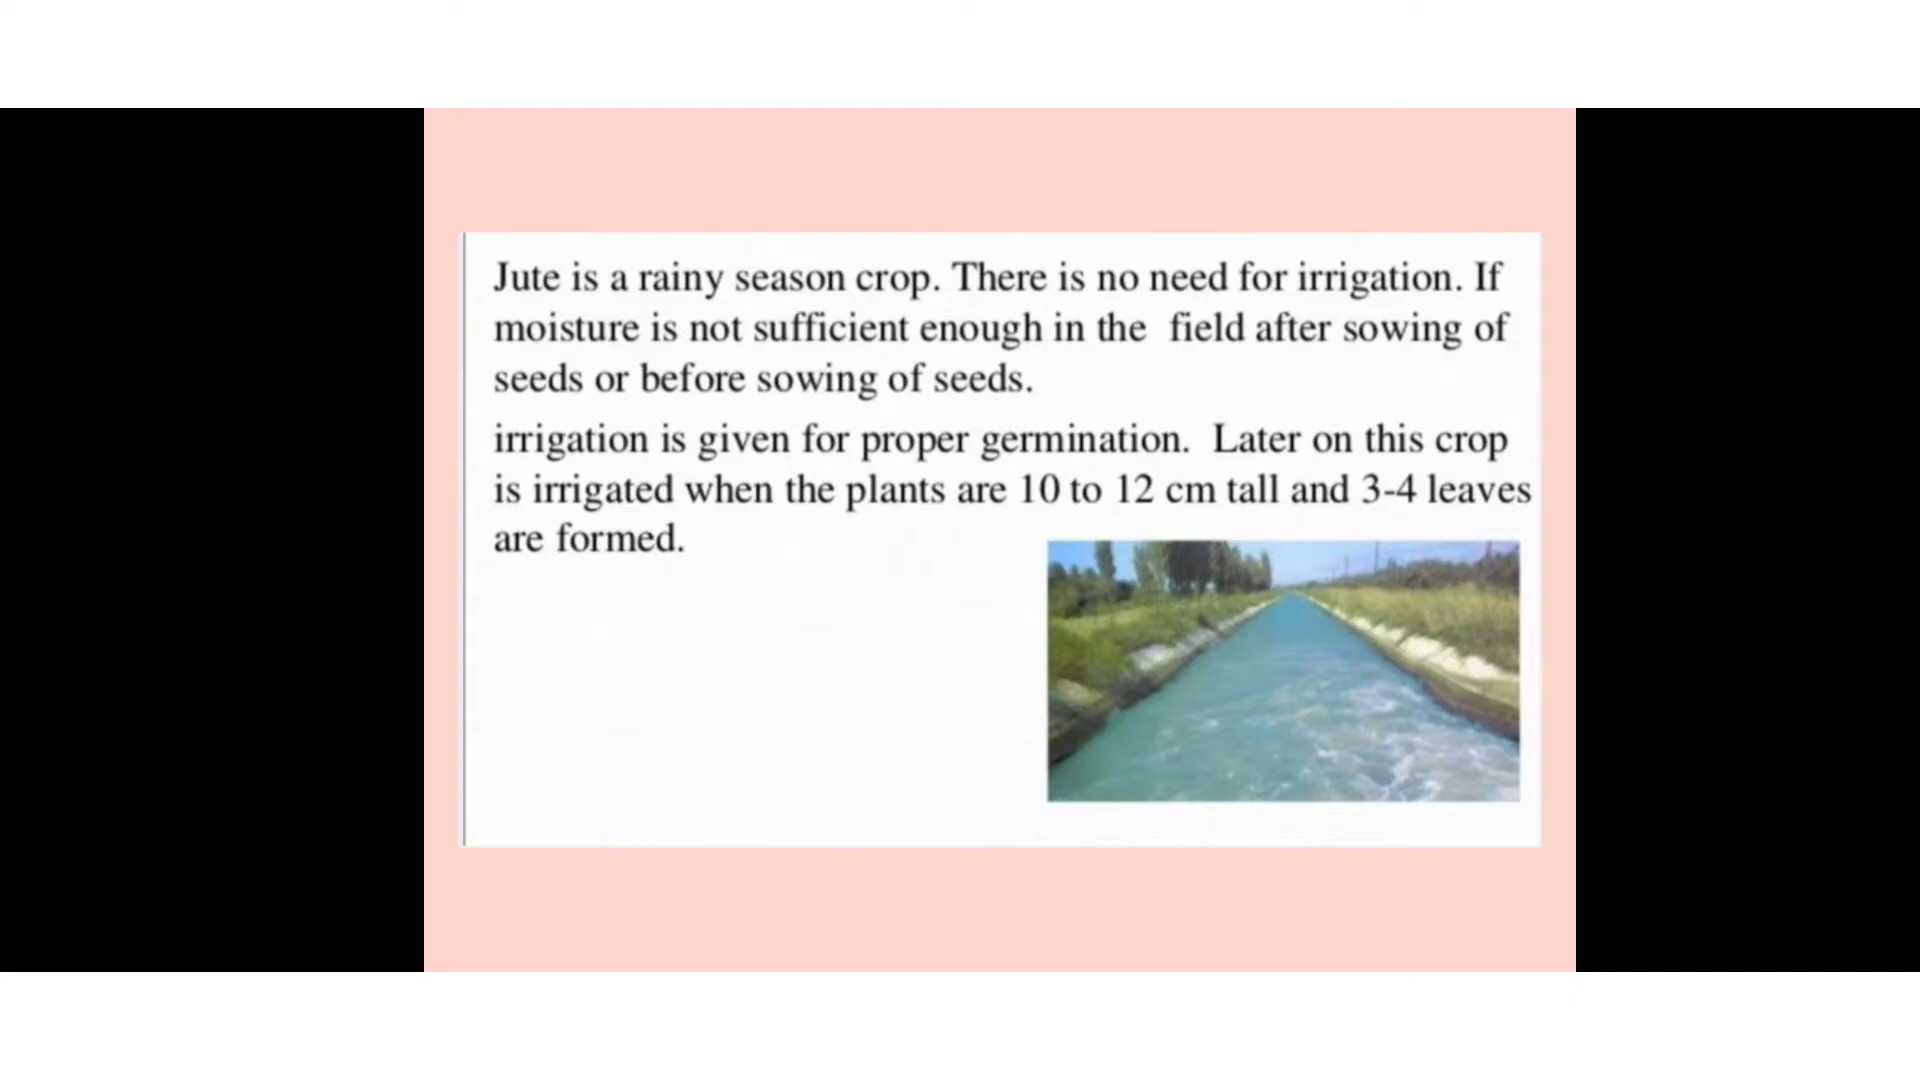 Jute is a rainy season crop. There is no need for irrigation. If
moisture is not sufficient enough in the field after sowing of
seeds or before sowing of seeds.
irrigation is given for proper germination. Later on this crop
is irrigated when the plants are 10 to 12 cm tall and 3-4 leaves
are formed.